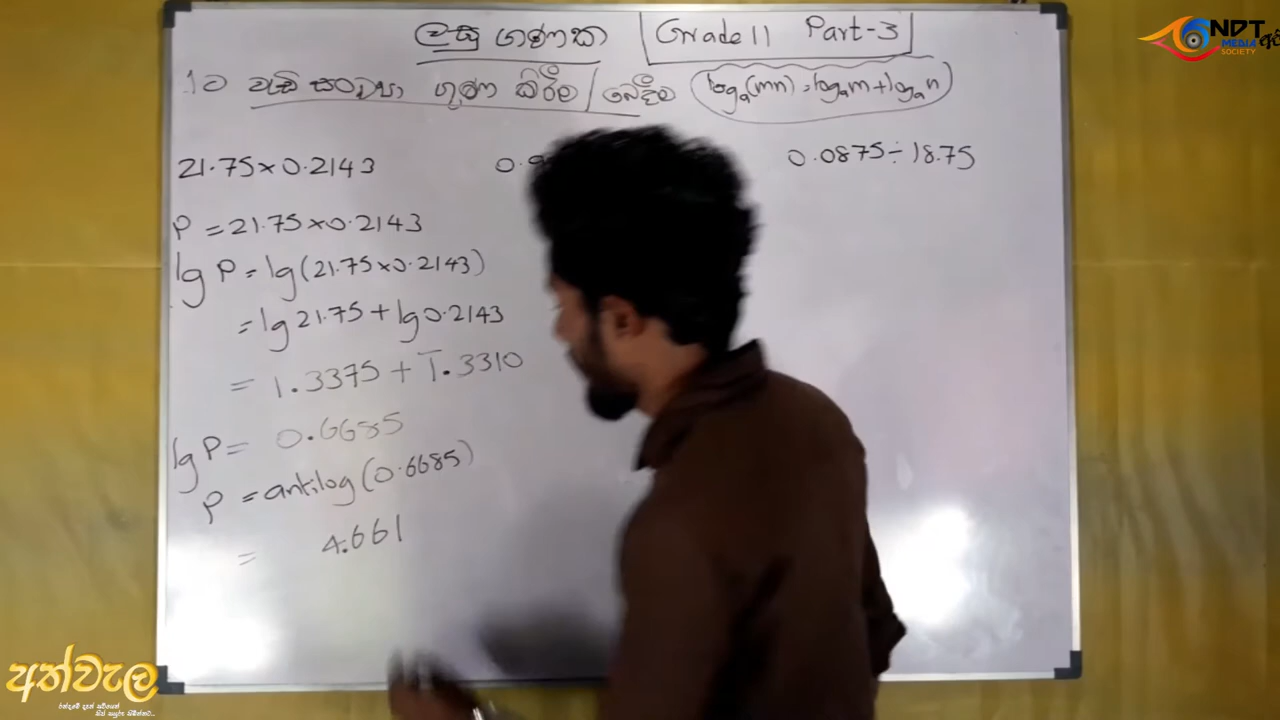 ලඝු ගණක Grade 11 Part-3
10 වැඩි සංඛ්‍යා ගුණ කිරීම / බෙදීම logₐ(mn) = logₐm + logₐn
21.75 × 0.2143
P = 21.75 × 0.2143
lg P = lg (21.75 × 0.2143)
= lg 21.75 + lg 0.2143
= 1.3375 + 1̄.3310
lg P = 0.6685
P = antilog (0.6685)
= 4.661
0.9
0.0875 ÷ 18.75
NDT
MEDIA
SOCIETY
අත්වැල